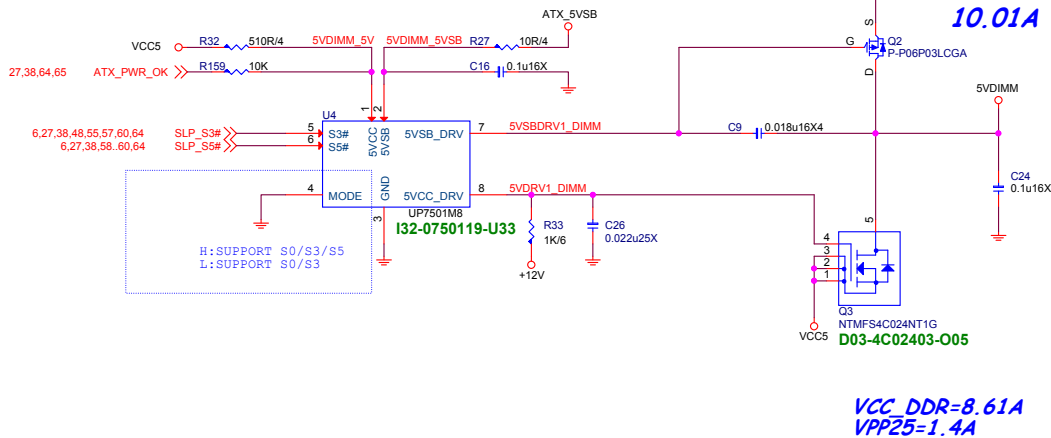 10.01A
ATX_5VSB
VCC5
R32
510R/4
5VDIMM_5V
5VDIMM_5VSB
R27
10R/4
S
G
Q2
P-P06P03LCGA
D
27,38,64,65
ATX_PWR_OK
R159
10K
C16
0.1u16X
5VDIMM
U4
1
2
6,27,38,48,55,57,60,64
SLP_S3#
5
S3#
5VCC
5VSB
5VSB_DRV
7
5VSBDRV1_DIMM
C9
0.018u16X4
6,27,38,58..60,64
SLP_S5#
6
S5#
C24
0.1u16X
4
MODE
GND
5VCC_DRV
8
5VDRV1_DIMM
3
UP7501M8
I32-0750119-U33
R33
1K/6
C26
0.022u25X
5
4
3
2
1
H:SUPPORT S0/S3/S5
L:SUPPORT S0/S3
+12V
Q3
NTMFS4C024NT1G
VCC5
D03-4C02403-O05
VCC_DDR=8.61A
VPP25=1.4A